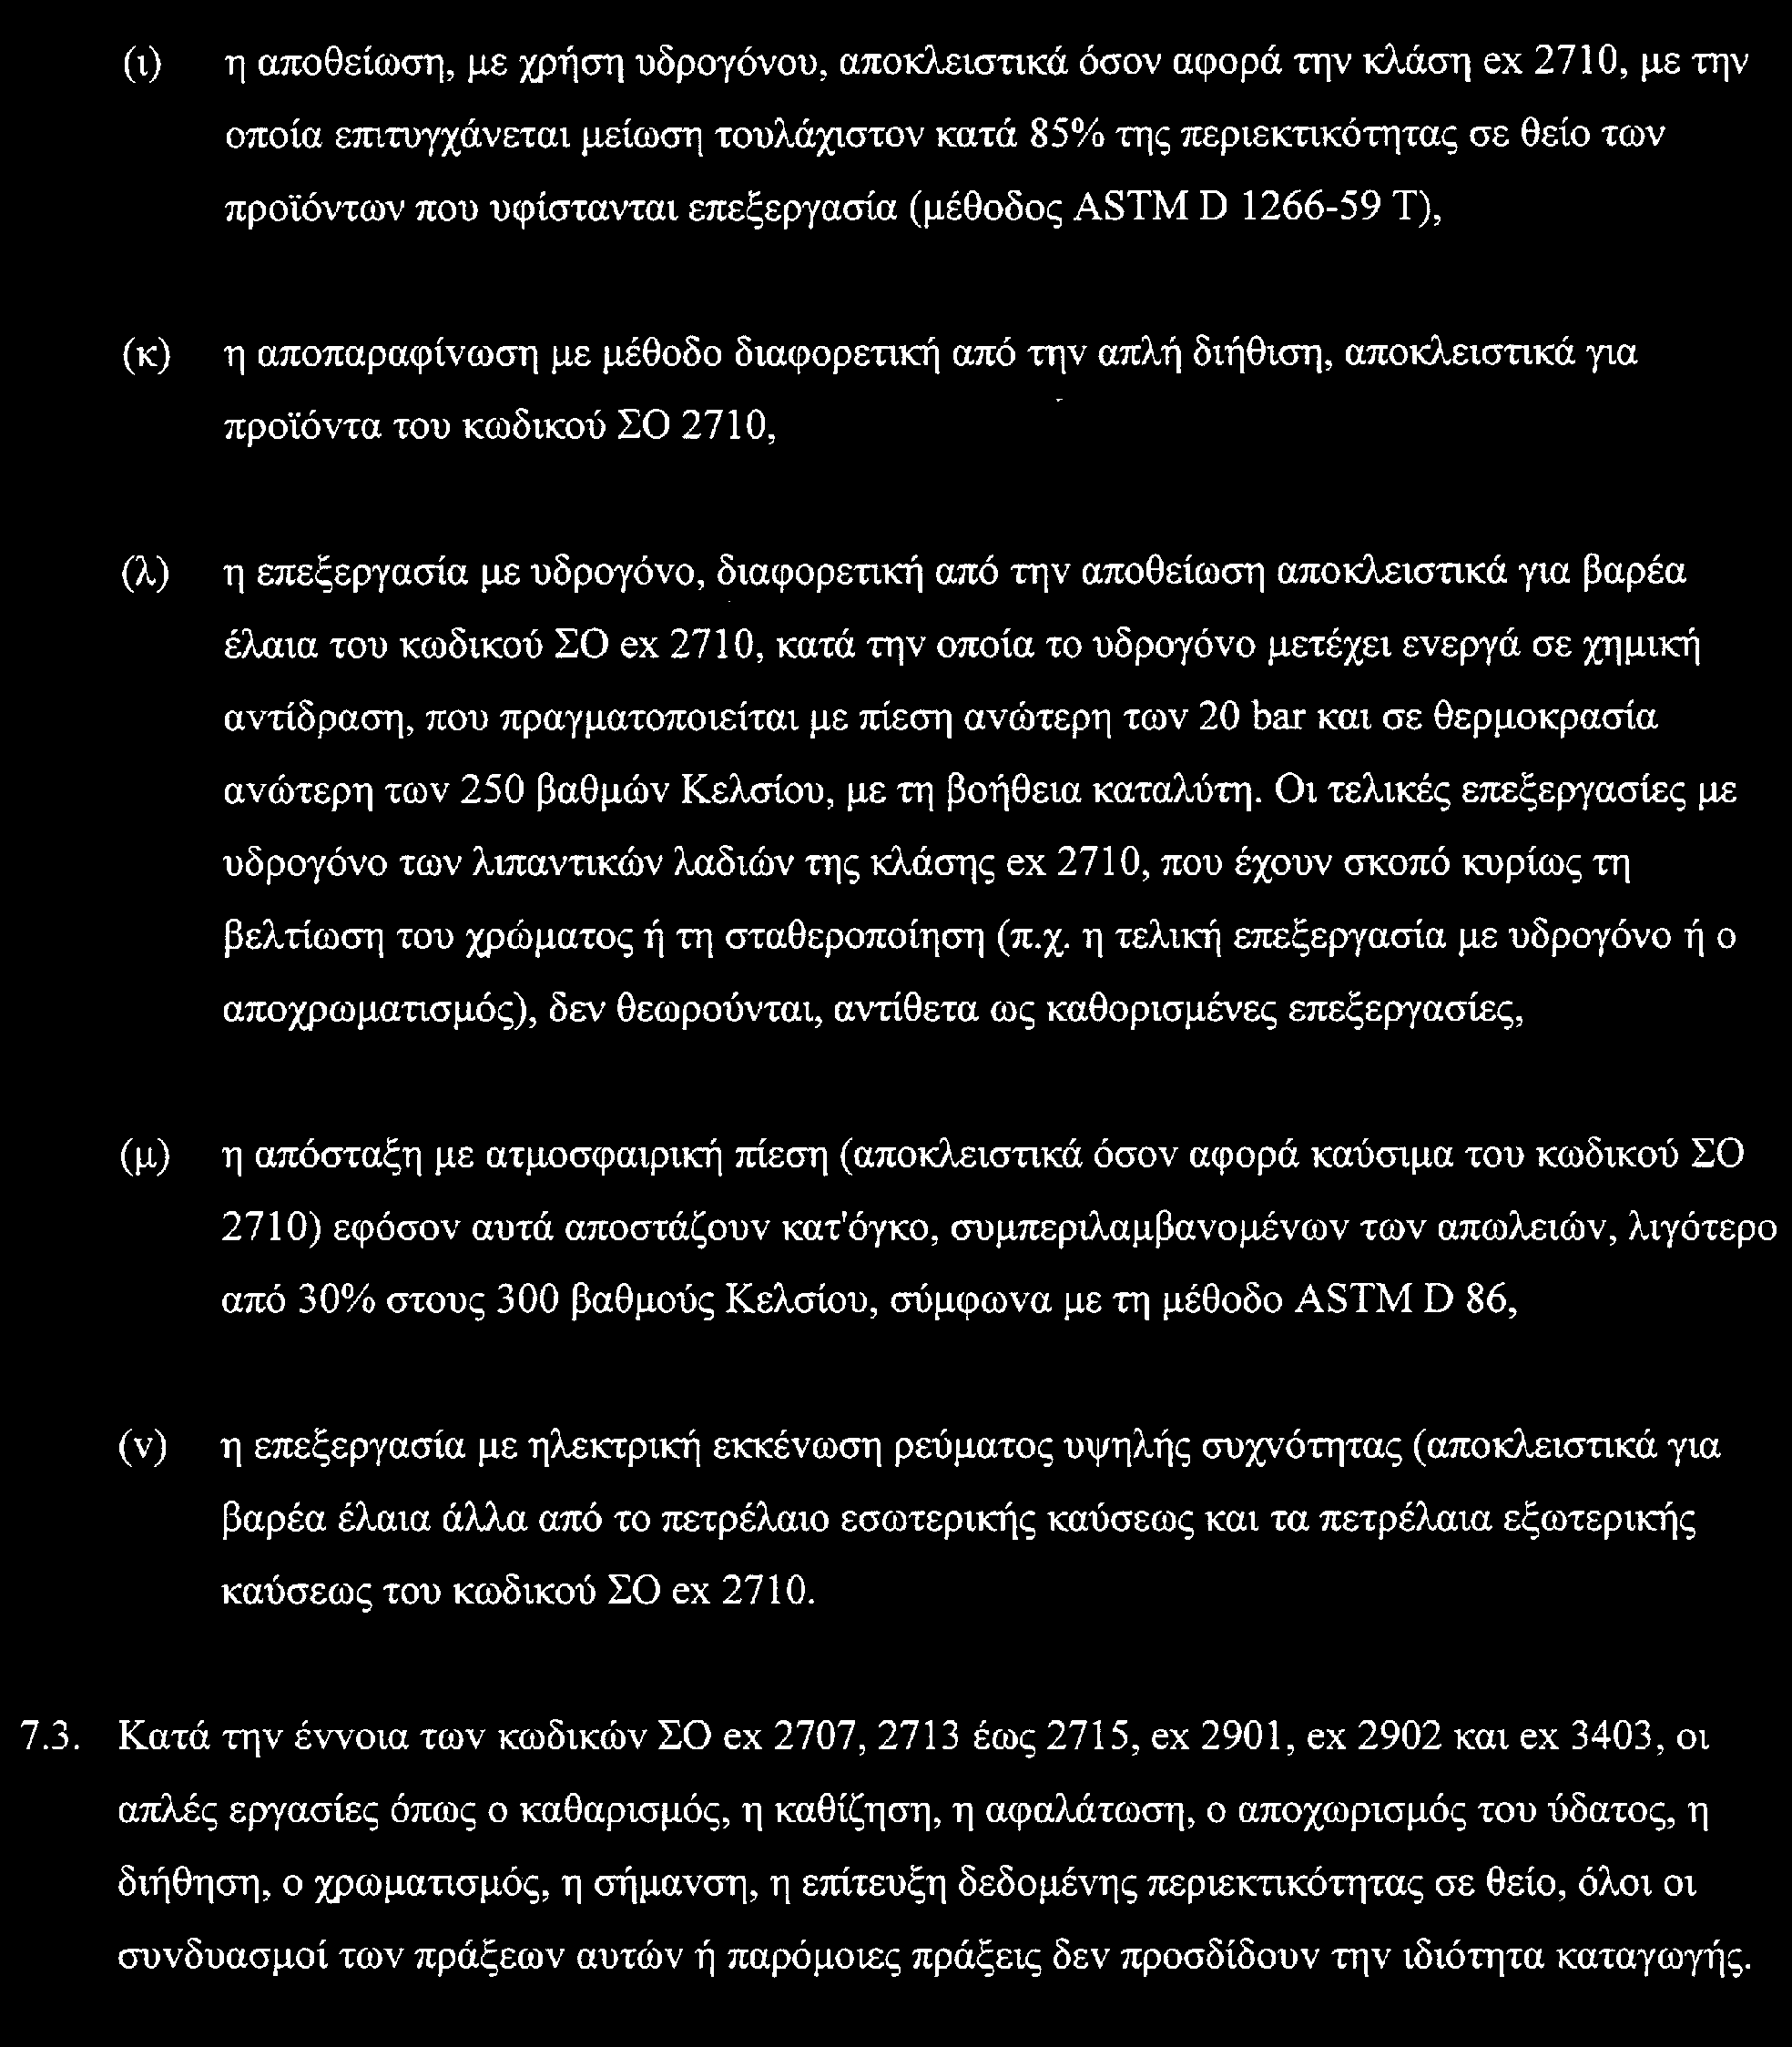 (ι) η αποθείωση, με χρήση υδρογόνου, αποκλειστικά όσον αφορά την κλάση ex 2710, με την
οποία επιτυγχάνεται μείωση τουλάχιστον κατά 85% της περιεκτικότητας σε θείο των
προϊόντων που υφίστανται επεξεργασία (μέθοδος ASTM D 1266-59 T),
(κ) η αποπαραφίνωση με μέθοδο διαφορετική από την απλή διήθιση, αποκλειστικά για
προϊόντα του κωδικού ΣΟ 2710,
(λ) η επεξεργασία με υδρογόνο, διαφορετική από την αποθείωση αποκλειστικά για βαρέα
έλαια του κωδικού ΣΟ ex 2710, κατά την οποία το υδρογόνο μετέχει ενεργά σε χημική
αντίδραση, που πραγματοποιείται με πίεση ανώτερη των 20 bar και σε θερμοκρασία
ανώτερη των 250 βαθμών Κελσίου, με τη βοήθεια καταλύτη. Οι τελικές επεξεργασίες με
υδρογόνο των λιπαντικών λαδιών της κλάσης ex 2710, που έχουν σκοπό κυρίως τη
βελτίωση του χρώματος ή τη σταθεροποίηση (π.χ. η τελική επεξεργασία με υδρογόνο ή ο
αποχρωματισμός), δεν θεωρούνται, αντίθετα ως καθορισμένες επεξεργασίες,
(μ) η απόσταξη με ατμοσφαιρική πίεση (αποκλειστικά όσον αφορά καύσιμα του κωδικού ΣΟ
2710) εφόσον αυτά αποστάζουν κατ'όγκο, συμπεριλαμβανομένων των απωλειών, λιγότερο
από 30% στους 300 βαθμούς Κελσίου, σύμφωνα με τη μέθοδο ASTM D 86,
(ν) η επεξεργασία με ηλεκτρική εκκένωση ρεύματος υψηλής συχνότητας (αποκλειστικά για
βαρέα έλαια άλλα από το πετρέλαιο εσωτερικής καύσεως και τα πετρέλαια εξωτερικής
καύσεως του κωδικού ΣΟ ex 2710.
7.3. Κατά την έννοια των κωδικών ΣΟ ex 2707, 2713 έως 2715, ex 2901, ex 2902 και ex 3403, οι
απλές εργασίες όπως ο καθαρισμός, η καθίζηση, η αφαλάτωση, ο αποχωρισμός του ύδατος, η
διήθηση, ο χρωματισμός, η σήμανση, η επίτευξη δεδομένης περιεκτικότητας σε θείο, όλοι οι
συνδυασμοί των πράξεων αυτών ή παρόμοιες πράξεις δεν προσδίδουν την ιδιότητα καταγωγής.